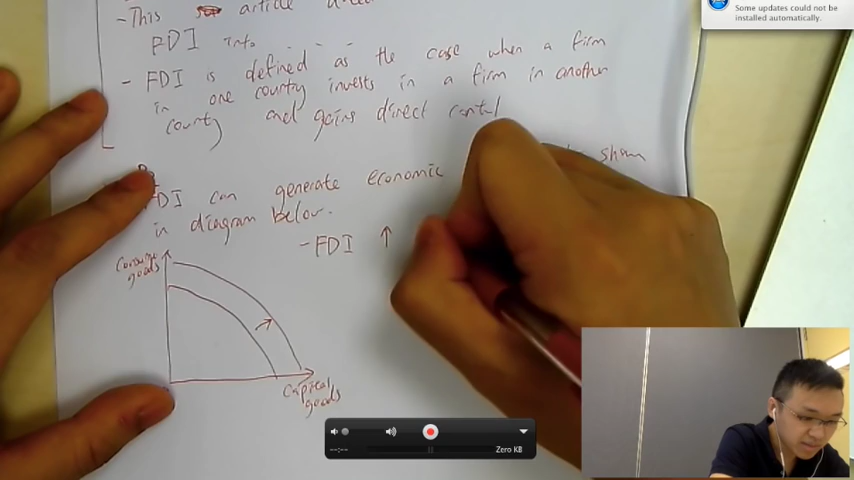 Some updates could not be
installed automatically.
- This article
FDI into
- FDI is defined as the case when a firm
in one country invests in a firm in another
country and gains direct control
FDI can generate economic shown
in diagram below.
- FDI ↑
Consumer
goods
Capital
goods
--:--
Zero KB